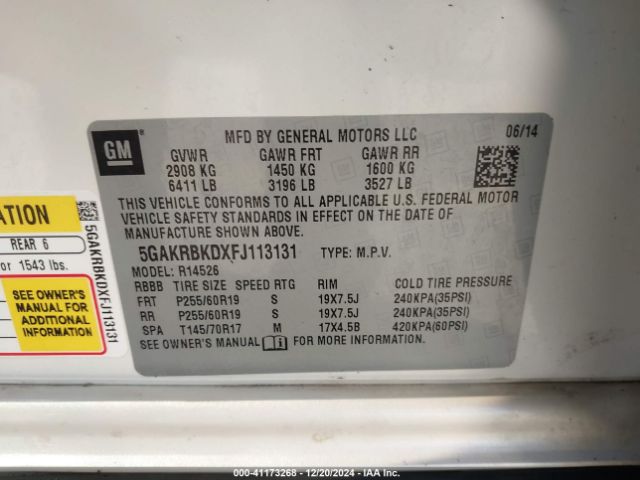 GM
MFD BY GENERAL MOTORS LLC 06/14
GVWR GAWR FRT GAWR RR
2908 KG 1450 KG 1600 KG
6411 LB 3196 LB 3527 LB
THIS VEHICLE CONFORMS TO ALL APPLICABLE U.S. FEDERAL MOTOR
VEHICLE SAFETY STANDARDS IN EFFECT ON THE DATE OF
MANUFACTURE SHOWN ABOVE.
5GAKRBKDXFJ113131 TYPE: M.P.V.
MODEL: R14526
RBBB TIRE SIZE SPEED RTG RIM COLD TIRE PRESSURE
FRT P255/60R19 S 19X7.5J 240KPA(35PSI)
RR P255/60R19 S 19X7.5J 240KPA(35PSI)
SPA T145/70R17 M 17X4.5B 420KPA(60PSI)
SEE OWNER'S MANUAL FOR MORE INFORMATION.
ATION
REAR 6
or 1543 lbs.
SEE OWNER'S
MANUAL FOR
ADDITIONAL
INFORMATION
5GAKRBKDXFJ113131
000-41173268 - 12/20/2024 - IAA.com